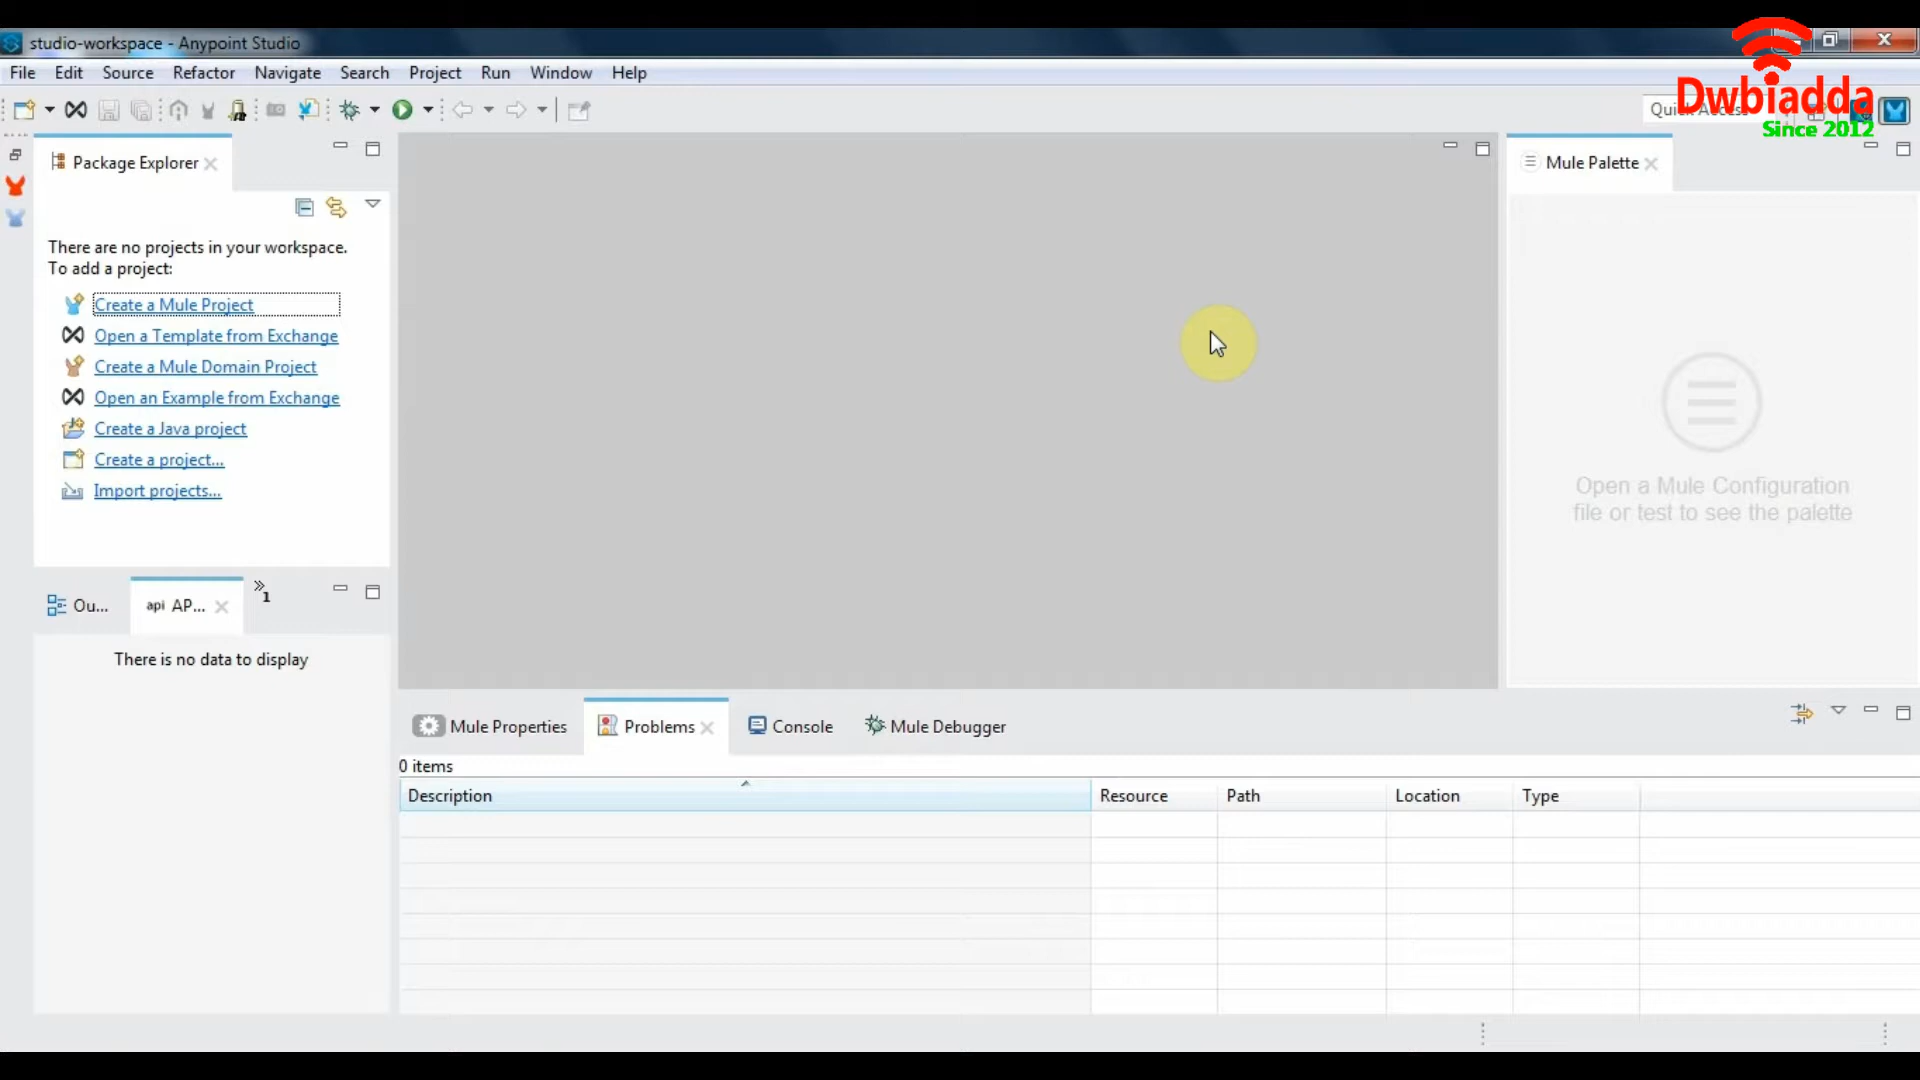 studio-workspace - Anypoint Studio
File Edit Source Refactor Navigate Search Project Run Window Help
Dwbiadda
Since 2012
Package Explorer
There are no projects in your workspace.
To add a project:
Create a Mule Project
Open a Template from Exchange
Create a Mule Domain Project
Open an Example from Exchange
Create a Java project
Create a project...
Import projects...
Mule Palette
Open a Mule Configuration
file or test to see the palette
Ou...
api AP...
»1
There is no data to display
Mule Properties Problems Console Mule Debugger
0 items
Description Resource Path Location Type